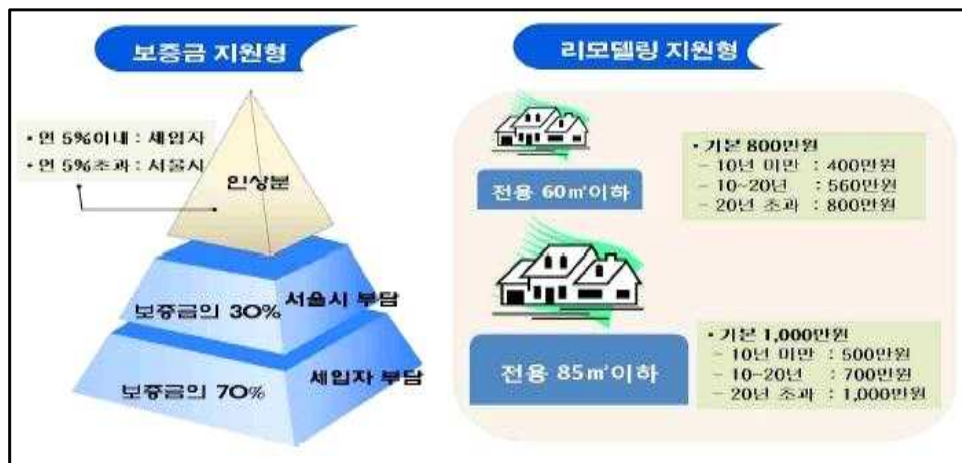 보증금 지원형
• 연 5%이내 : 세입자
• 연 5%초과 : 서울시
인상분
보증금의 30%
서울시 부담
보증금의 70%
세입자 부담
리모델링 지원형
전용 60㎡이하
• 기본 800만원
- 10년 미만 : 400만원
- 10~20년 : 560만원
- 20년 초과 : 800만원
전용 85㎡이하
• 기본 1,000만원
- 10년 미만 : 500만원
- 10~20년 : 700만원
- 20년 초과 : 1,000만원